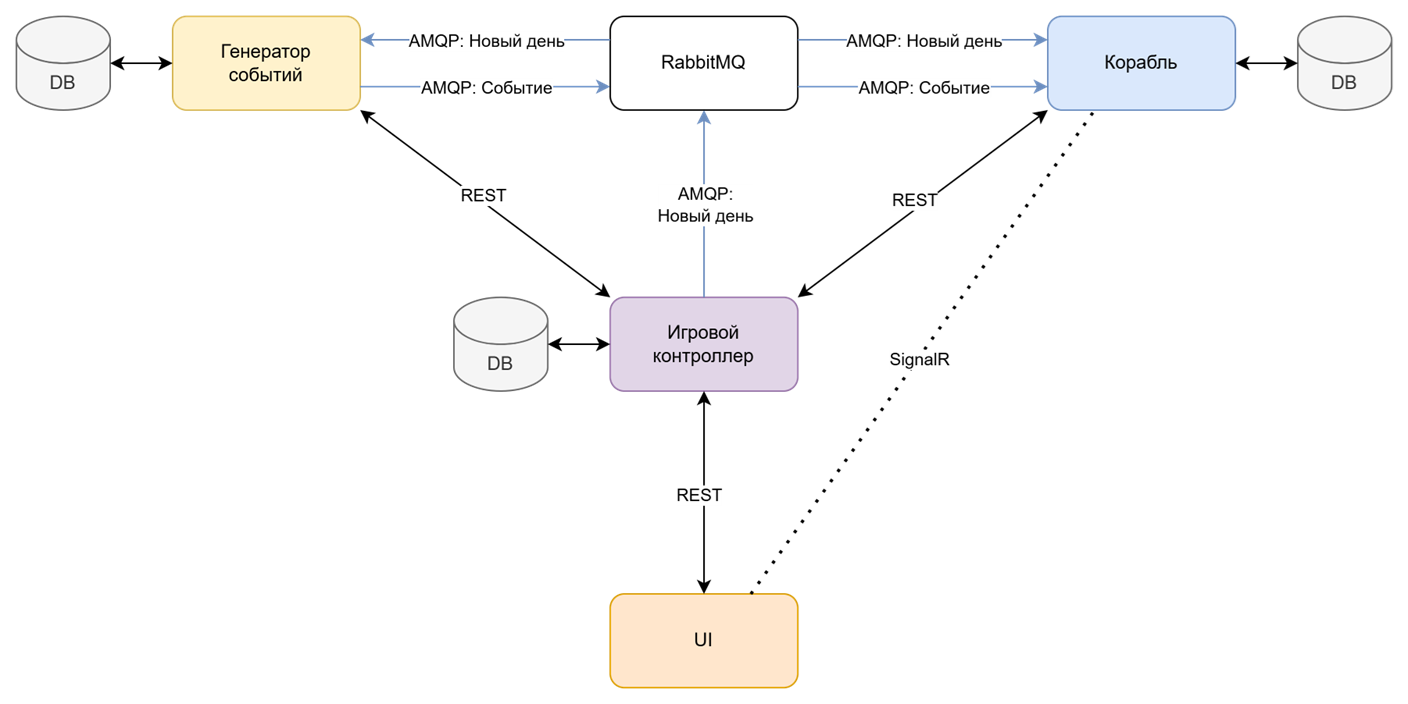 DB
Генератор
событий
AMQP: Новый день
AMQP: Событие
RabbitMQ
AMQP: Новый день
AMQP: Событие
Корабль
DB
REST
AMQP:
Новый день
REST
DB
Игровой
контроллер
SignalR
REST
UI